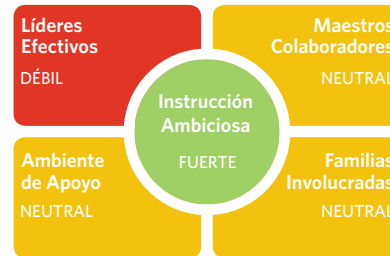 Líderes
Efectivos
DÉBIL
Maestros
Colaboradores
NEUTRAL
Instrucción
Ambiciosa
FUERTE
Ambiente
de Apoyo
NEUTRAL
Familias
Involucradas
NEUTRAL